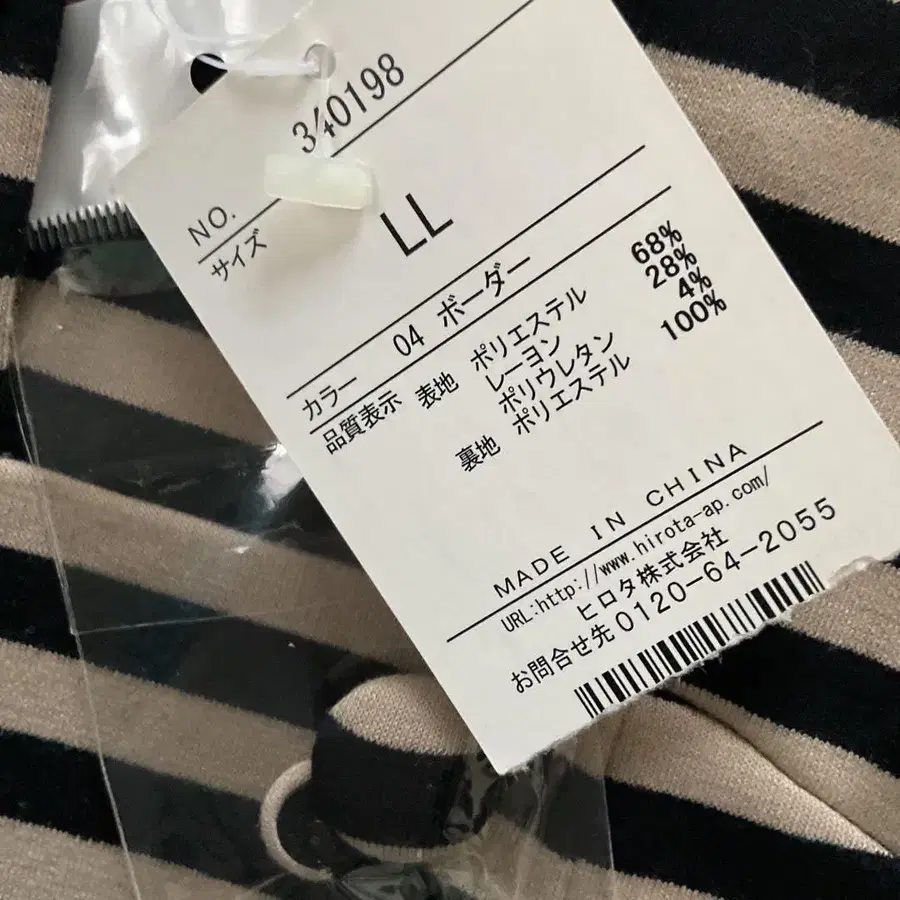 NO. 340198
サイズ LL
カラー 04 ボーダー
品質表示 表地 ポリエステル 68%
レーヨン 28%
ポリウレタン 4%
裏地 ポリエステル 100%
MADE IN CHINA
URL:http://www.hirota-ap.com/
ヒロタ株式会社
お問合せ先 0120-64-2055